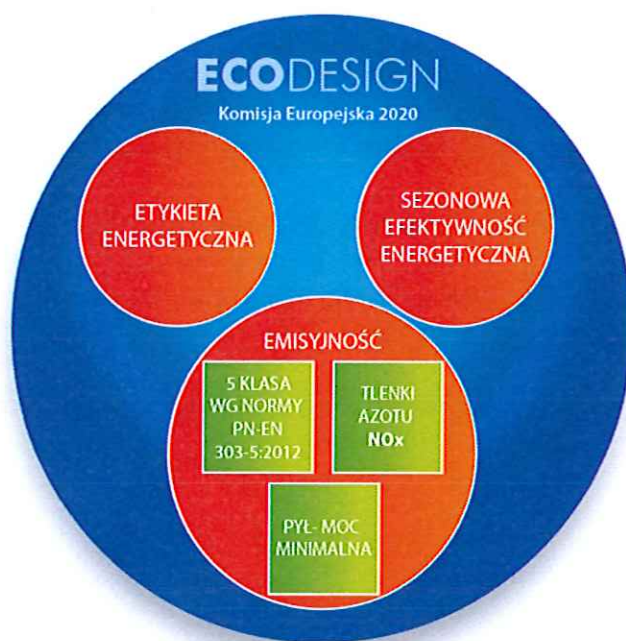 ECODESIGN
Komisja Europejska 2020
ETYKIETA
ENERGETYCZNA
SEZONOWA
EFEKTYWNOŚĆ
ENERGETYCZNA
EMISYJNOŚĆ
5 KLASA
WG NORMY
PN-EN
303-5:2012
TLENKI
AZOTU
NOx
PYŁ- MOC
MINIMALNA